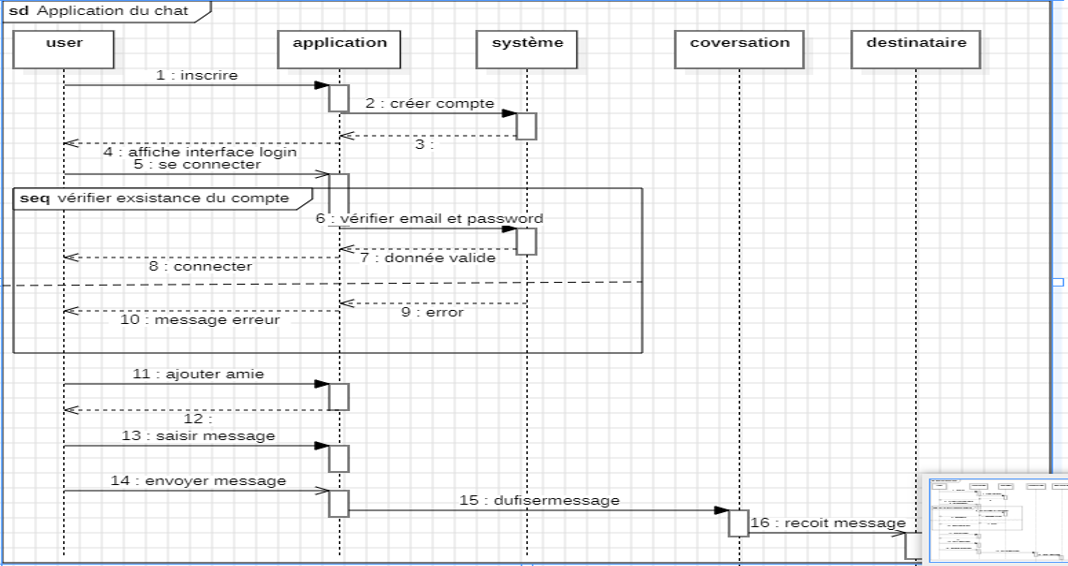 sd Application du chat
user
application
système
coversation
destinataire
1 : inscrire
2 : créer compte
3 :
4 : affiche interface login
5 : se connecter
seq vérifier exsistance du compte
6 : vérifier email et password
7 : donnée valide
8 : connecter
9 : error
10 : message erreur
11 : ajouter amie
12 :
13 : saisir message
14 : envoyer message
15 : dufisermessage
16 : recoit message